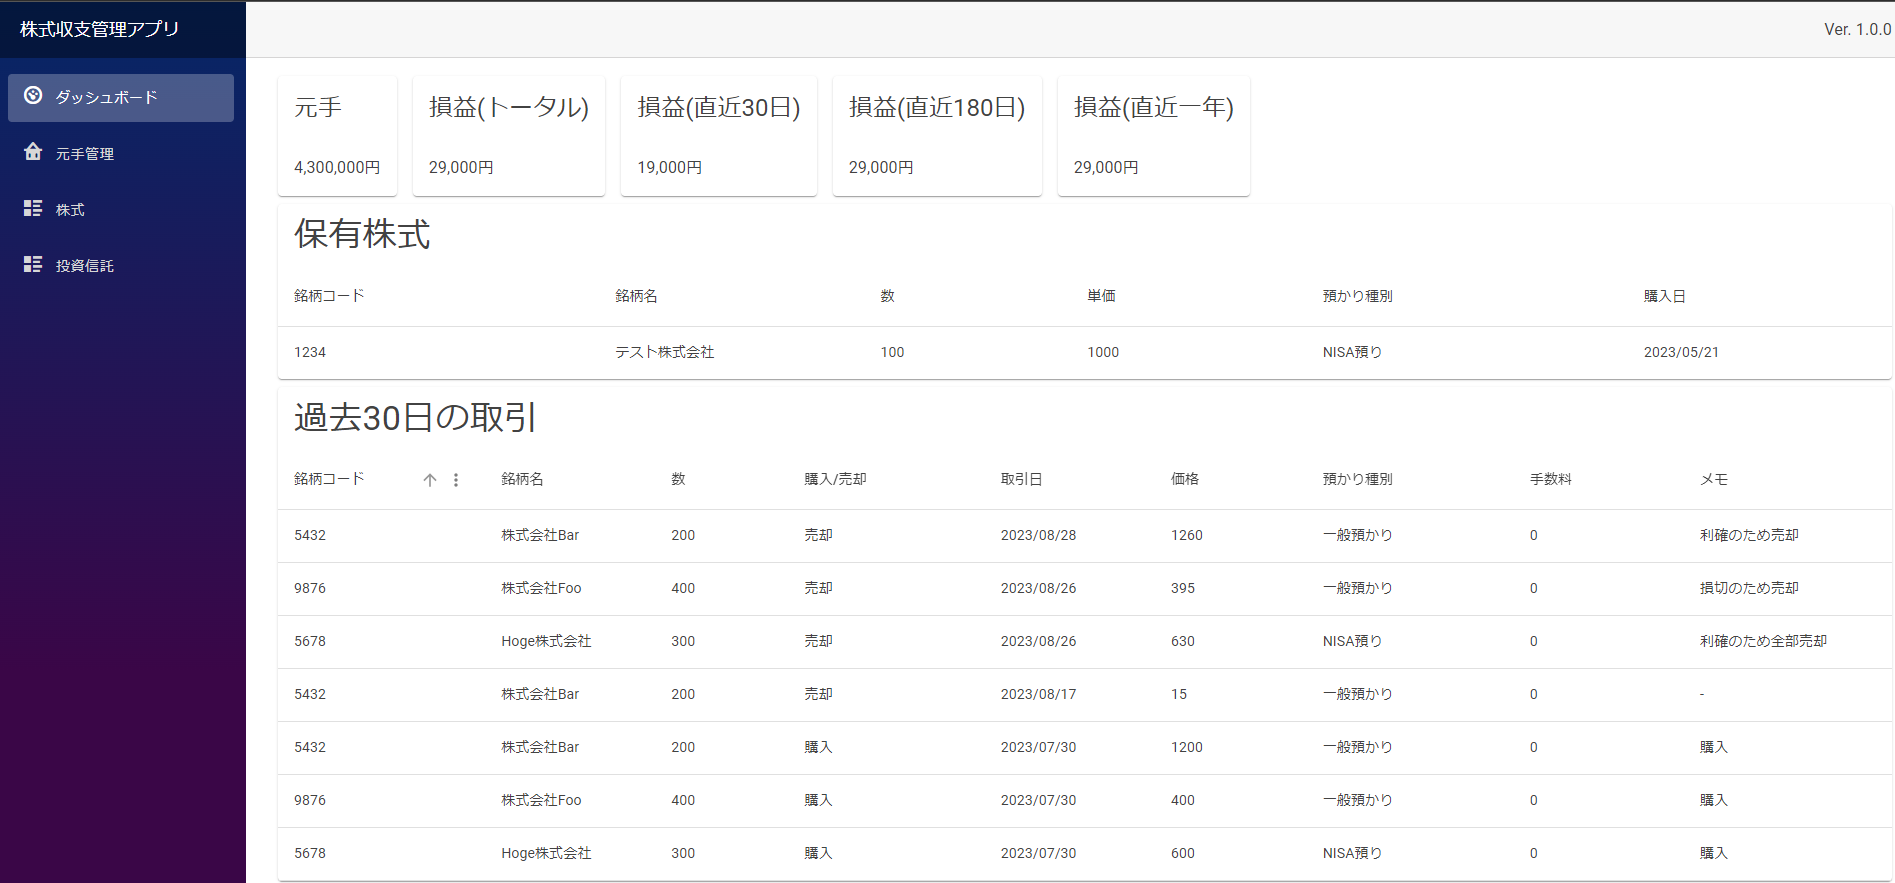 株式収支管理アプリ
Ver. 1.0.0
ダッシュボード
元手管理
株式
投資信託
元手
4,300,000円
損益(トータル)
29,000円
損益(直近30日)
19,000円
損益(直近180日)
29,000円
損益(直近一年)
29,000円
保有株式
銘柄コード 銘柄名 数 単価 預かり種別 購入日
1234 テスト株式会社 100 1000 NISA預り 2023/05/21
過去30日の取引
銘柄コード 銘柄名 数 購入/売却 取引日 価格 預かり種別 手数料 メモ
5432 株式会社Bar 200 売却 2023/08/28 1260 一般預かり 0 利確のため売却
9876 株式会社Foo 400 売却 2023/08/26 395 一般預かり 0 損切のため売却
5678 Hoge株式会社 300 売却 2023/08/26 630 NISA預り 0 利確のため全部売却
5432 株式会社Bar 200 売却 2023/08/17 15 一般預かり 0 -
5432 株式会社Bar 200 購入 2023/07/30 1200 一般預かり 0 購入
9876 株式会社Foo 400 購入 2023/07/30 400 一般預かり 0 購入
5678 Hoge株式会社 300 購入 2023/07/30 600 NISA預り 0 購入